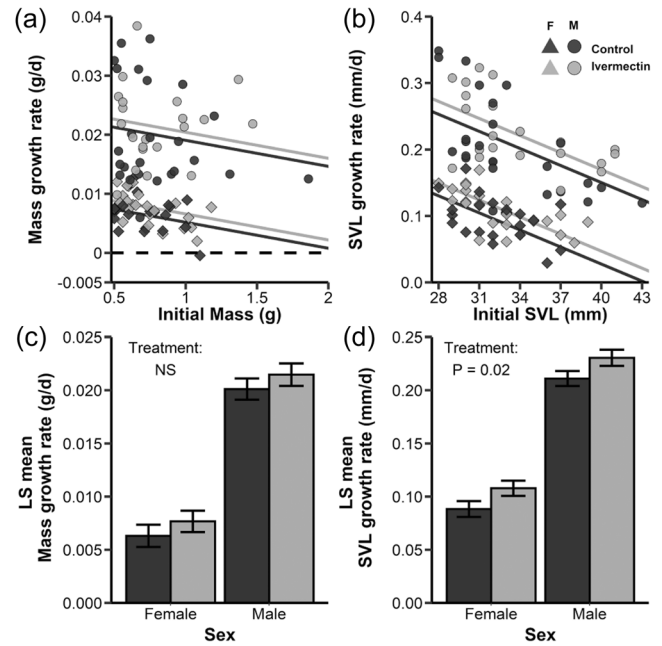 (a)
Mass growth rate (g/d)
0.04
0.03
0.02
0.01
0
-0.005
0.5
1
1.5
2
Initial Mass (g)
(b)
SVL growth rate (mm/d)
0.4
0.3
0.2
0.1
0.0
28
31
34
37
40
43
Initial SVL (mm)
F M
Control
Ivermectin
(c)
LS mean
Mass growth rate (g/d)
0.025
0.020
0.015
0.010
0.005
0.000
Treatment:
NS
Female
Male
Sex
(d)
LS mean
SVL growth rate (mm/d)
0.25
0.20
0.15
0.10
0.05
0.00
Treatment:
P = 0.02
Female
Male
Sex